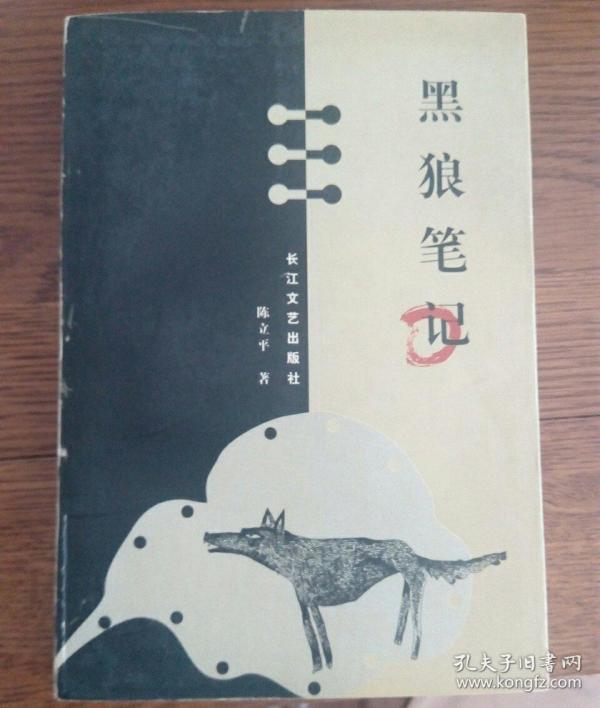 黑狼笔记
长江文艺出版社
陈立平 著
孔夫子旧书网
www.kongfz.com